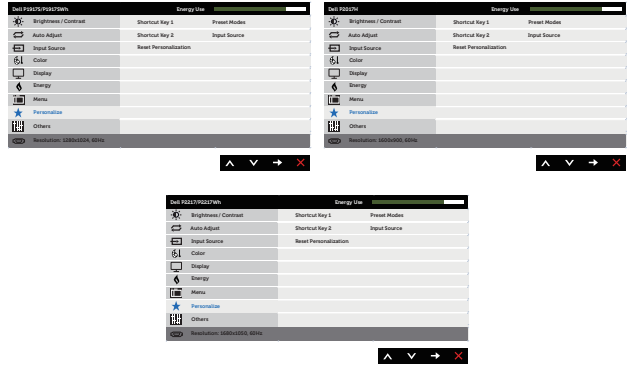 Dell P1917S/P1917SWh Energy Use
Brightness / Contrast Shortcut Key 1 Preset Modes
Auto Adjust Shortcut Key 2 Input Source
Input Source Reset Personalization
Color
Display
Energy
Menu
Personalize
Others
Resolution: 1280x1024, 60Hz
Dell P2017H Energy Use
Brightness / Contrast Shortcut Key 1 Preset Modes
Auto Adjust Shortcut Key 2 Input Source
Input Source Reset Personalization
Color
Display
Energy
Menu
Personalize
Others
Resolution: 1600x900, 60Hz
Dell P2217/P2217Wh Energy Use
Brightness / Contrast Shortcut Key 1 Preset Modes
Auto Adjust Shortcut Key 2 Input Source
Input Source Reset Personalization
Color
Display
Energy
Menu
Personalize
Others
Resolution: 1680x1050, 60Hz